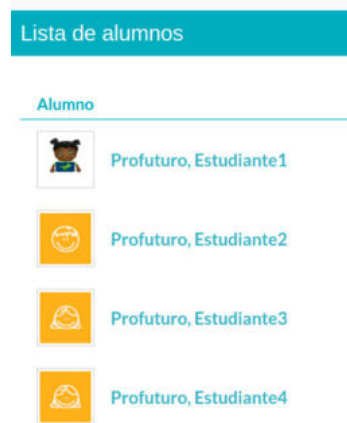 Lista de alumnos
Alumno
Profuturo, Estudiante1
Profuturo, Estudiante2
Profuturo, Estudiante3
Profuturo, Estudiante4